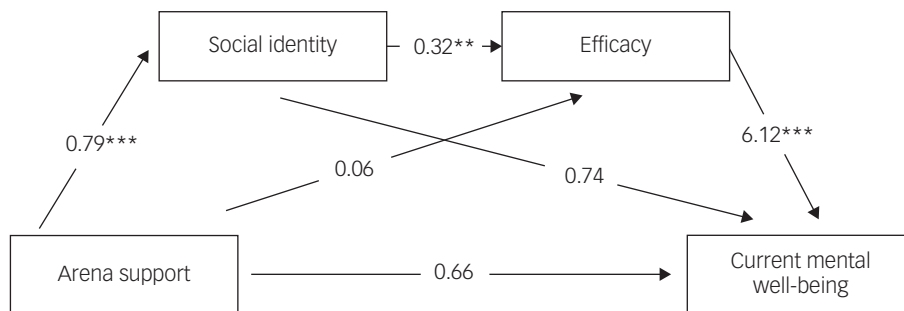 Social identity
0.32**
Efficacy
0.79***
6.12***
0.06
0.74
Arena support
0.66
Current mental
well-being